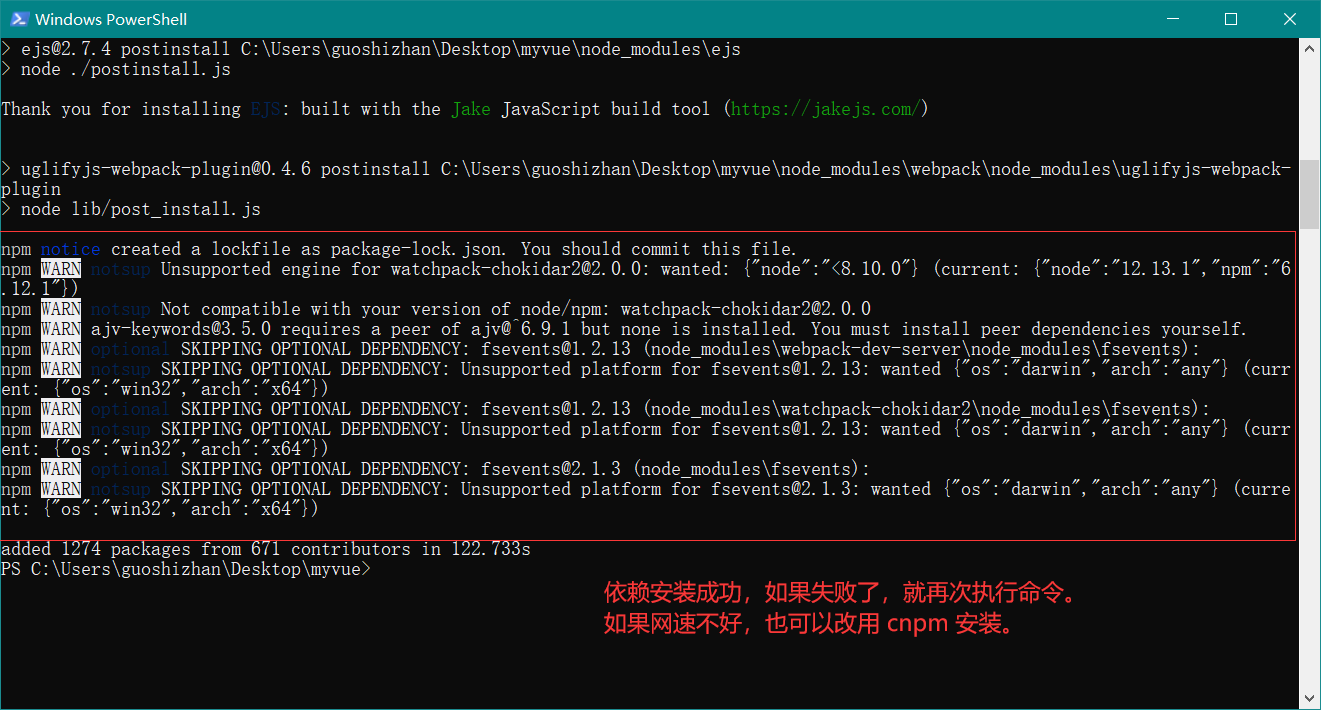 Windows PowerShell
> ejs@2.7.4 postinstall C:\Users\guoshizhan\Desktop\myvue\node_modules\ejs
> node ./postinstall.js
Thank you for installing EJS: built with the Jake JavaScript build tool (https://jakejs.com/)
> uglifyjs-webpack-plugin@0.4.6 postinstall C:\Users\guoshizhan\Desktop\myvue\node_modules\webpack\node_modules\uglifyjs-webpack-
plugin
> node lib/post_install.js
npm notice created a lockfile as package-lock.json. You should commit this file.
npm WARN notsup Unsupported engine for watchpack-chokidar2@2.0.0: wanted: {"node":"<8.10.0"} (current: {"node":"12.13.1","npm":"6
.12.1"})
npm WARN notsup Not compatible with your version of node/npm: watchpack-chokidar2@2.0.0
npm WARN ajv-keywords@3.5.0 requires a peer of ajv@^6.9.1 but none is installed. You must install peer dependencies yourself.
npm WARN optional SKIPPING OPTIONAL DEPENDENCY: fsevents@1.2.13 (node_modules\webpack-dev-server\node_modules\fsevents):
npm WARN notsup SKIPPING OPTIONAL DEPENDENCY: Unsupported platform for fsevents@1.2.13: wanted {"os":"darwin","arch":"any"} (curr
ent: {"os":"win32","arch":"x64"})
npm WARN optional SKIPPING OPTIONAL DEPENDENCY: fsevents@1.2.13 (node_modules\watchpack-chokidar2\node_modules\fsevents):
npm WARN notsup SKIPPING OPTIONAL DEPENDENCY: Unsupported platform for fsevents@1.2.13: wanted {"os":"darwin","arch":"any"} (curr
ent: {"os":"win32","arch":"x64"})
npm WARN optional SKIPPING OPTIONAL DEPENDENCY: fsevents@2.1.3 (node_modules\fsevents):
npm WARN notsup SKIPPING OPTIONAL DEPENDENCY: Unsupported platform for fsevents@2.1.3: wanted {"os":"darwin","arch":"any"} (curre
nt: {"os":"win32","arch":"x64"})
added 1274 packages from 671 contributors in 122.733s
PS C:\Users\guoshizhan\Desktop\myvue>
依赖安装成功，如果失败了，就再次执行命令。
如果网速不好，也可以改用 cnpm 安装。